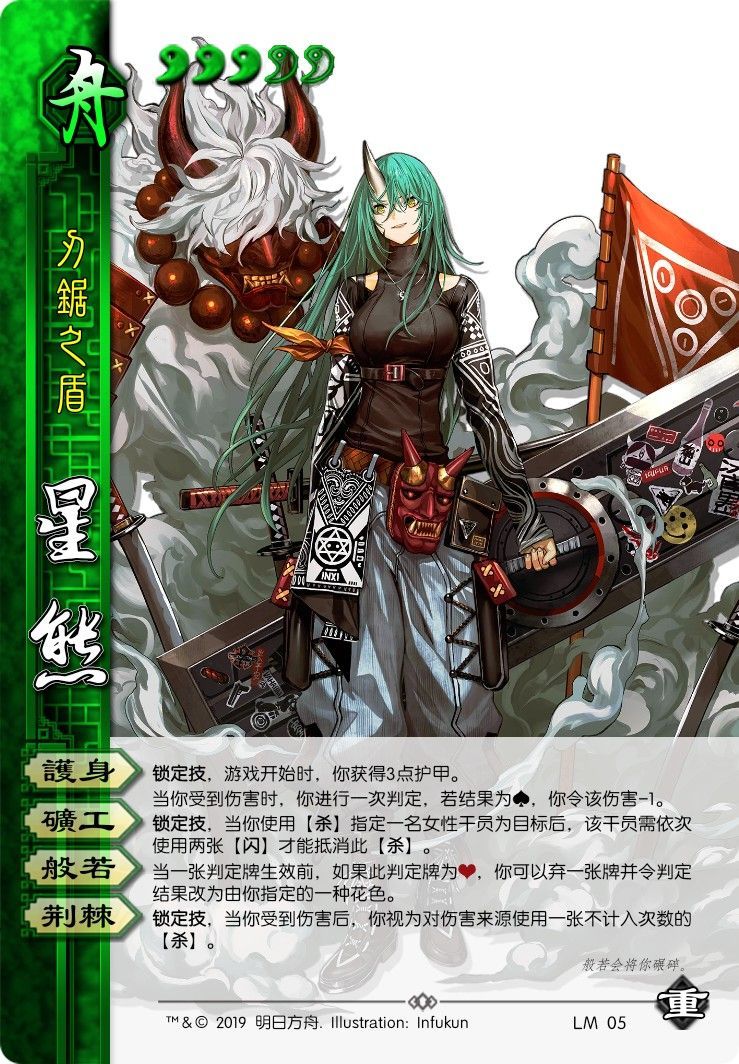 舟
刃鋸之盾
星熊
護身
锁定技，游戏开始时，你获得3点护甲。
当你受到伤害时，你进行一次判定，若结果为♠，你令该伤害-1。
礦工
锁定技，当你使用【杀】指定一名女性干员为目标后，该干员需依次
使用两张【闪】才能抵消此【杀】。
般若
当一张判定牌生效前，如果此判定牌为♥，你可以弃一张牌并令判定
结果改为由你指定的一种花色。
荆棘
锁定技，当你受到伤害后，你视为对伤害来源使用一张不计入次数的
【杀】。
般若会将你碾碎。
™&© 2019 明日方舟. Illustration: Infukun
LM 05
重
INXI
BAD